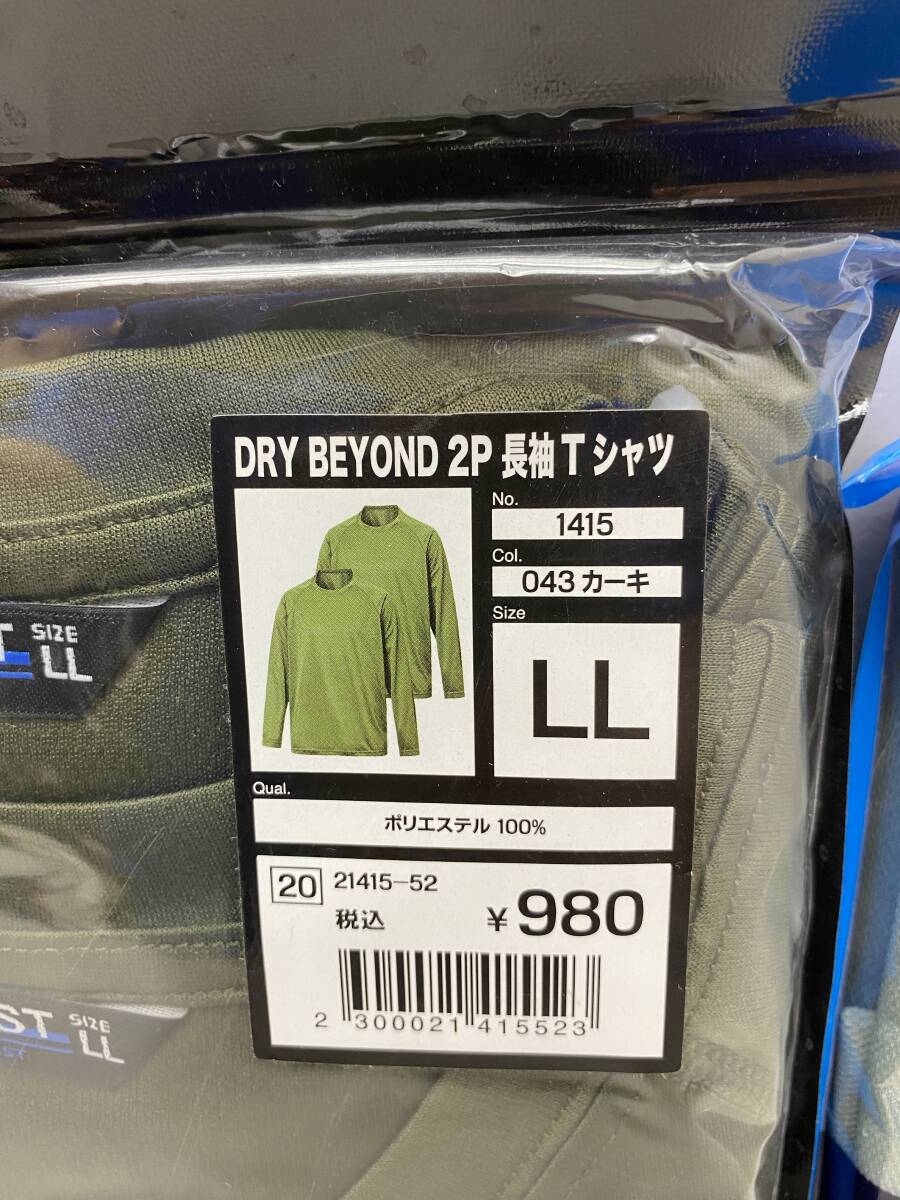 DRY BEYOND 2P 長袖Tシャツ
No.
1415
Col.
043 カーキ
Size
LL
Qual.
ポリエステル 100%
20 21415-52
税込 ¥980
2 300021 415523
T SIZE
LL
ST SIZE
LL